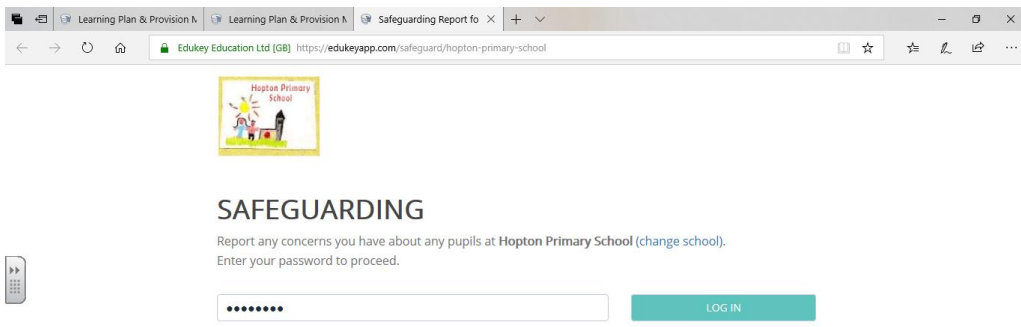 Learning Plan & Provision M
Learning Plan & Provision M
Safeguarding Report fo
Edukey Education Ltd [GB] https://edukeyapp.com/safeguard/hopton-primary-school
Hopton Primary
School
SAFEGUARDING
Report any concerns you have about any pupils at Hopton Primary School (change school).
Enter your password to proceed.
LOG IN